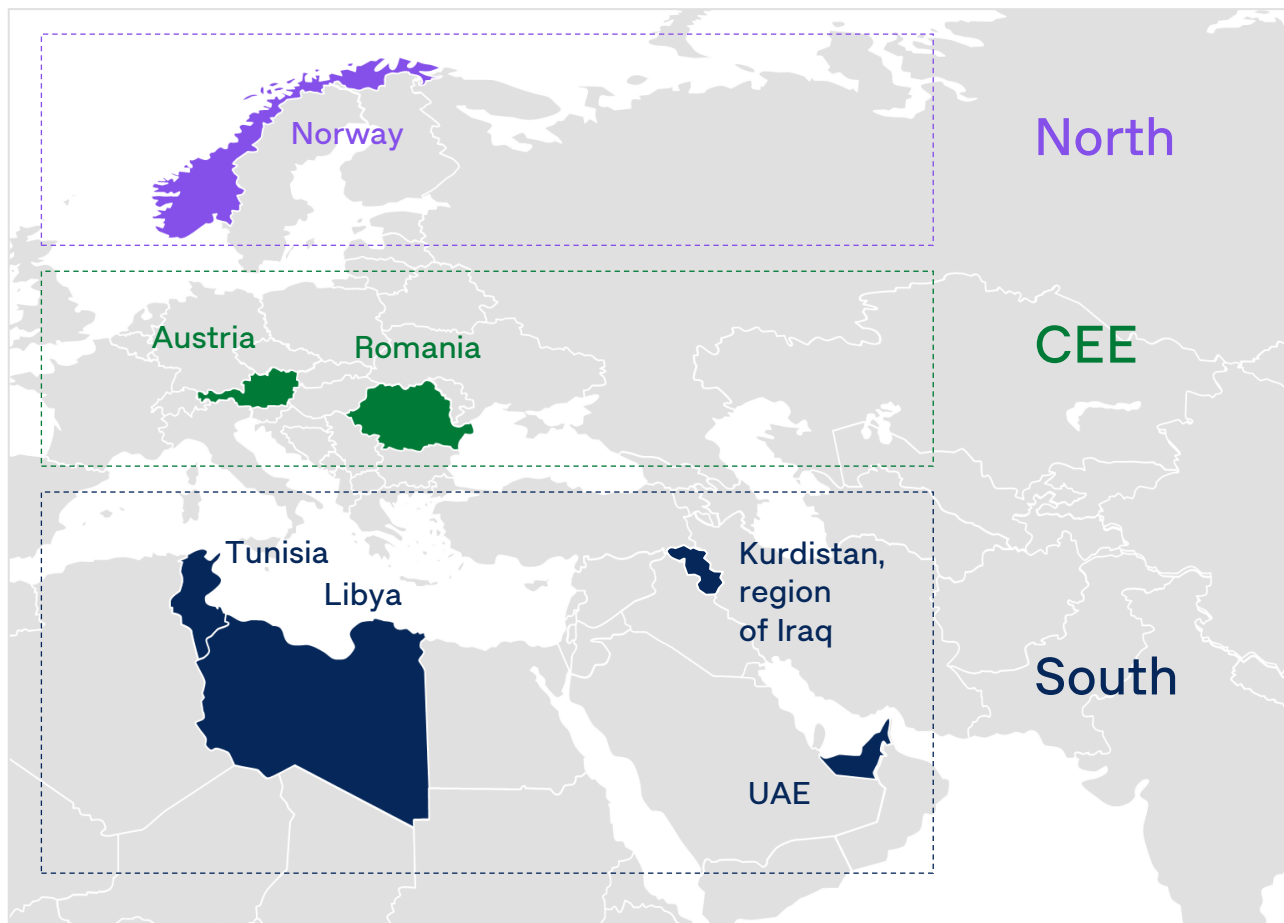 Norway
North
Austria
Romania
CEE
Tunisia
Libya
Kurdistan,
region
of Iraq
South
UAE